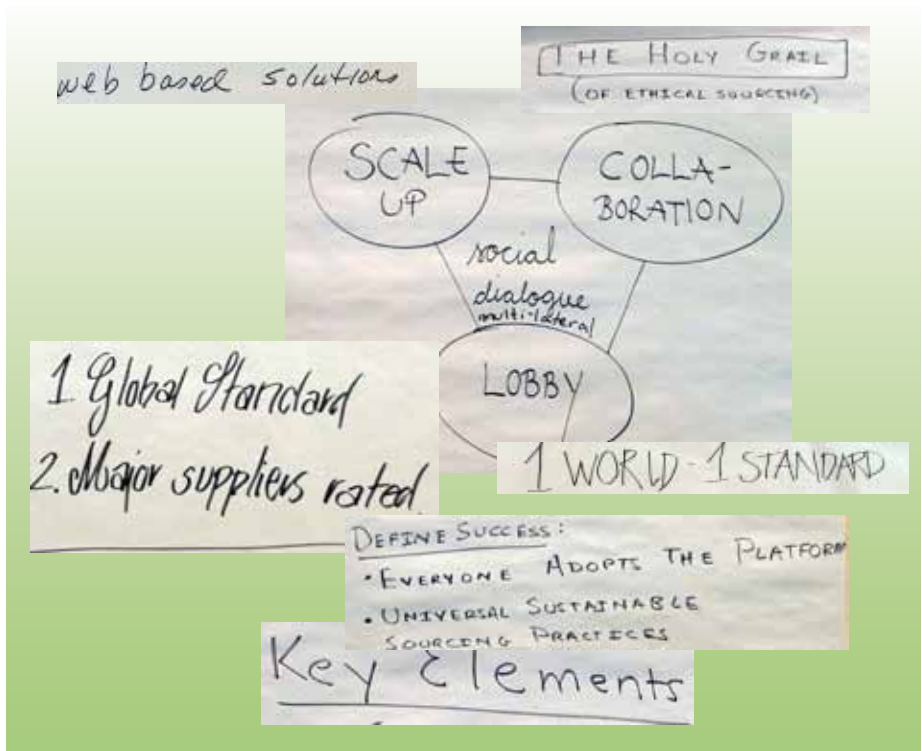 web based solutions
THE HOLY GRAIL
(OF ETHICAL SOURCING)
SCALE
UP
COLLA-
BORATION
social
dialogue
multi-lateral
LOBBY
1 Global Standard
2. Major suppliers rated.
1 WORLD - 1 STANDARD
DEFINE SUCCESS:
• EVERYONE ADOPTS THE PLATFORM
• UNIVERSAL SUSTAINABLE
SOURCING PRACTICES
Key Elements